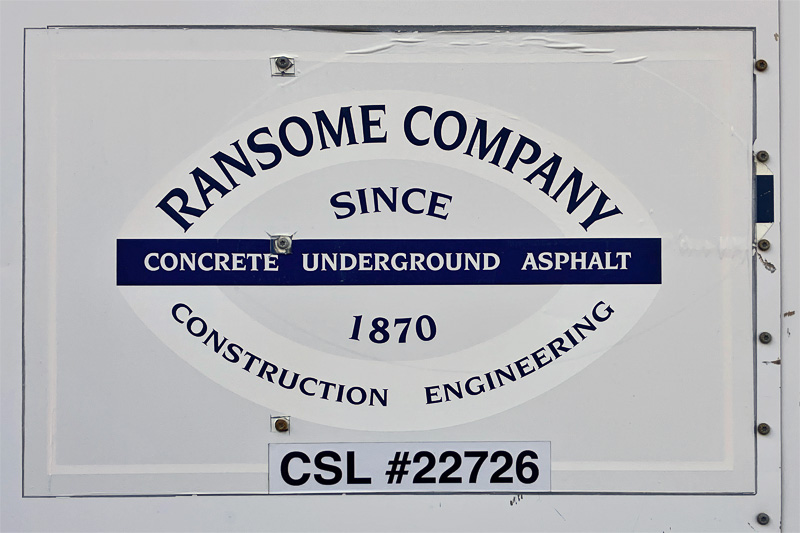 RANSOME COMPANY
SINCE
CONCRETE UNDERGROUND ASPHALT
1870
CONSTRUCTION ENGINEERING
CSL #22726